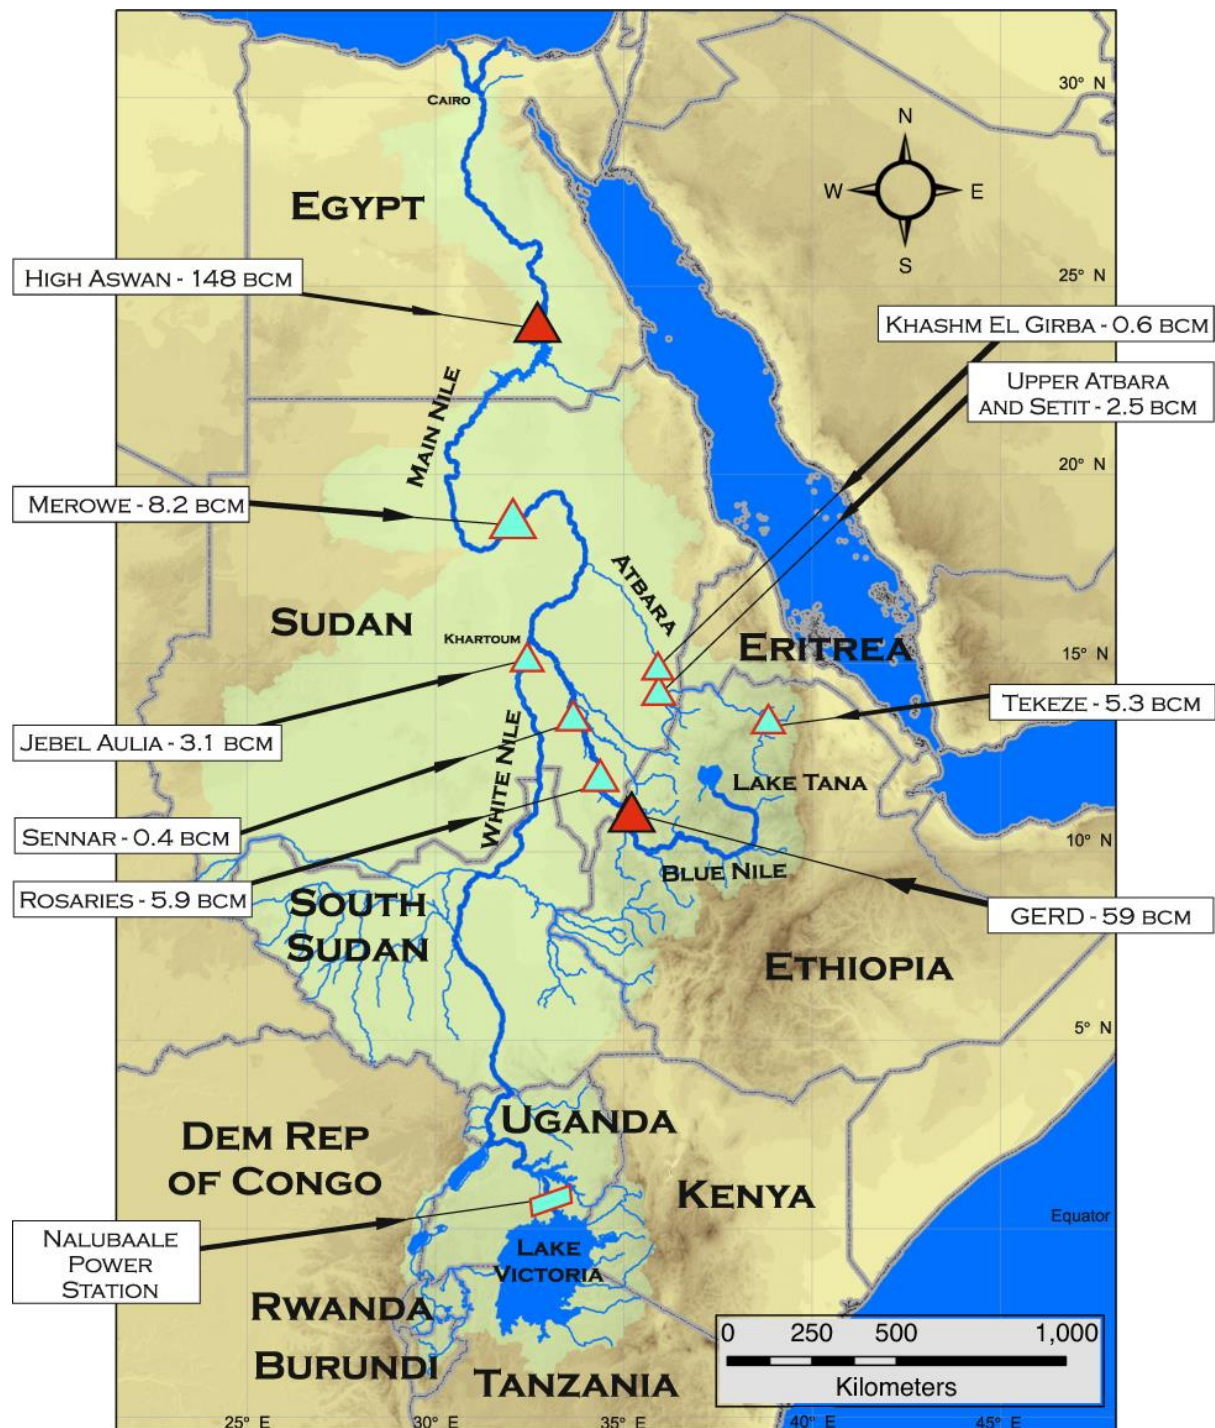 30° N
CAIRO
N
W E
S
EGYPT
HIGH ASWAN - 148 BCM
25° N
KHASHM EL GIRBA - 0.6 BCM
UPPER ATBARA
AND SETIT - 2.5 BCM
MAIN NILE
20° N
MEROWE - 8.2 BCM
ATBARA
SUDAN
KHARTOUM
ERITREA
15° N
TEKEZE - 5.3 BCM
JEBEL AULIA - 3.1 BCM
WHITE NILE
LAKE TANA
SENNAR - 0.4 BCM
10° N
BLUE NILE
ROSARIES - 5.9 BCM
SOUTH
SUDAN
GERD - 59 BCM
ETHIOPIA
5° N
UGANDA
DEM REP
OF CONGO
KENYA
Equator
NALUBAALE
POWER
STATION
LAKE
VICTORIA
RWANDA
BURUNDI
TANZANIA
0 250 500 1,000
Kilometers
25° E 30° E 35° E 40° E 45° E